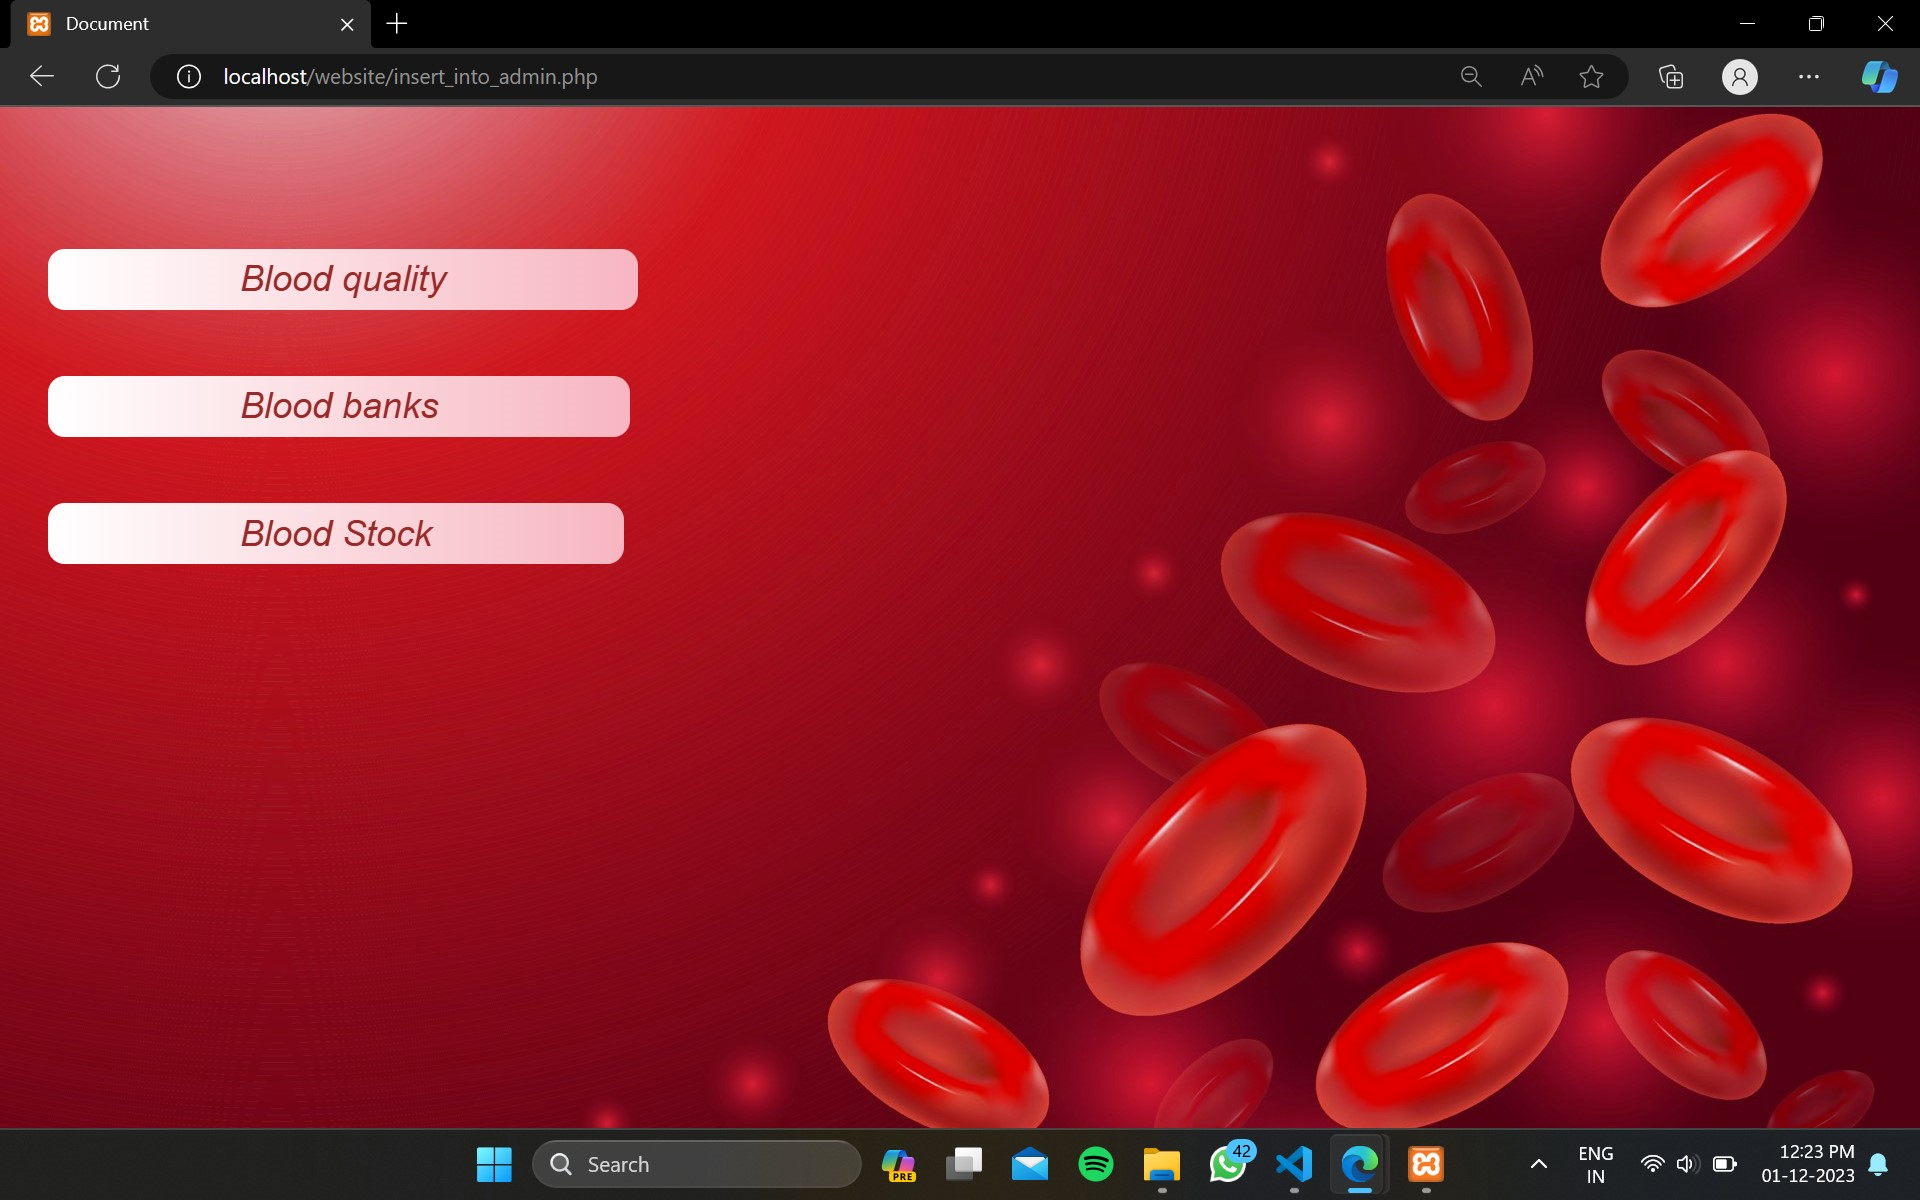 Document
localhost/website/insert_into_admin.php
Blood quality
Blood banks
Blood Stock
Search
PRE
42
ENG
IN
12:23 PM
01-12-2023